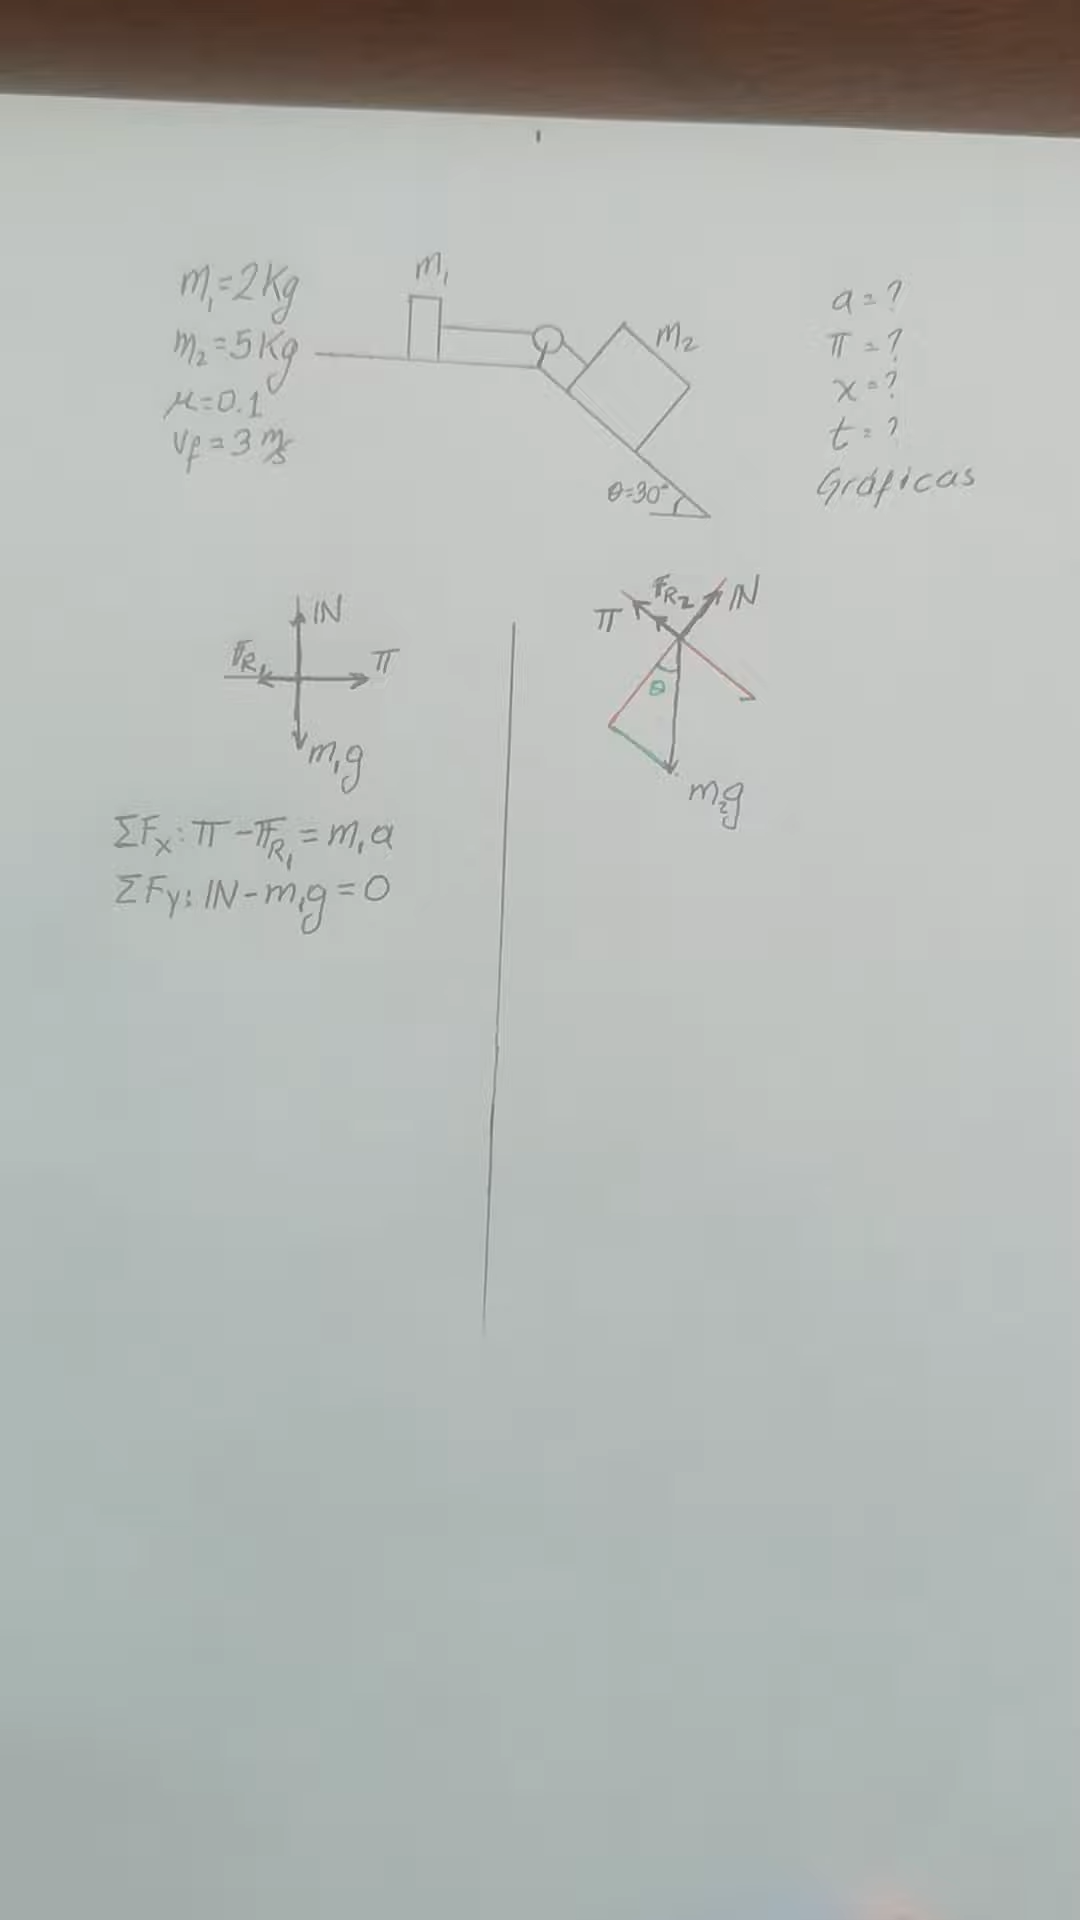 m₁=2Kg
m₂=5Kg
μ=0.1
Vf=3 m/s
m₁
m₂
θ=30°
a=?
T=?
x=?
t=?
Gráficas
N
FR₁
T
m₁g
ΣFx: T-FR₁=m₁a
ΣFy: N-m₁g=0
FR₂
N
T
θ
m₂g